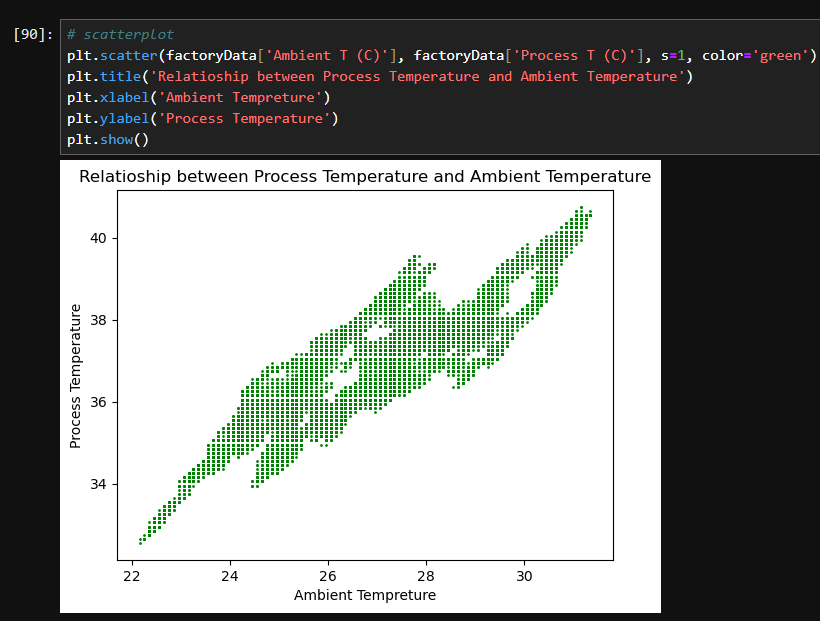 [90]: # scatterplot
plt.scatter(factoryData['Ambient T (C)'], factoryData['Process T (C)'], s=1, color='green')
plt.title('Relatioship between Process Temperature and Ambient Temperature')
plt.xlabel('Ambient Tempreture')
plt.ylabel('Process Temperature')
plt.show()
Relatioship between Process Temperature and Ambient Temperature
Process Temperature
40
38
36
34
22 24 26 28 30
Ambient Tempreture